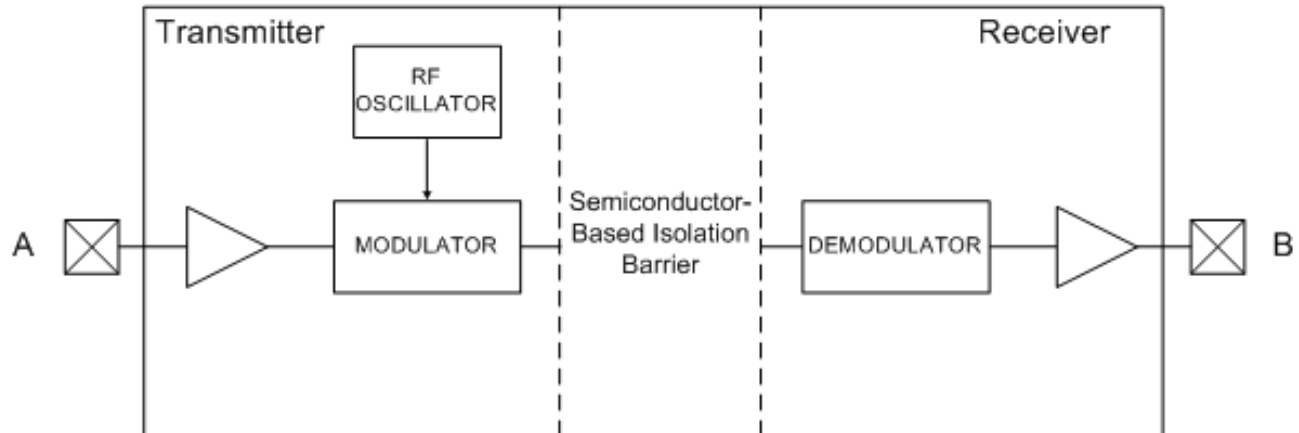 Transmitter
Receiver
RF
OSCILLATOR
A
MODULATOR
Semiconductor-
Based Isolation
Barrier
DEMODULATOR
B